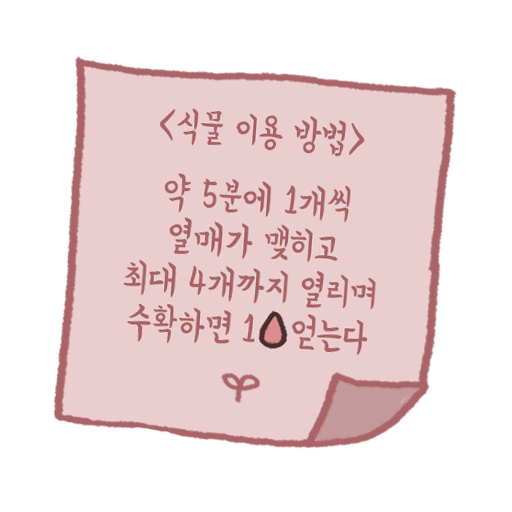 <식물 이용 방법>
약 5분에 1개씩
열매가 맺히고
최대 4개까지 열리며
수확하면 1 얻는다